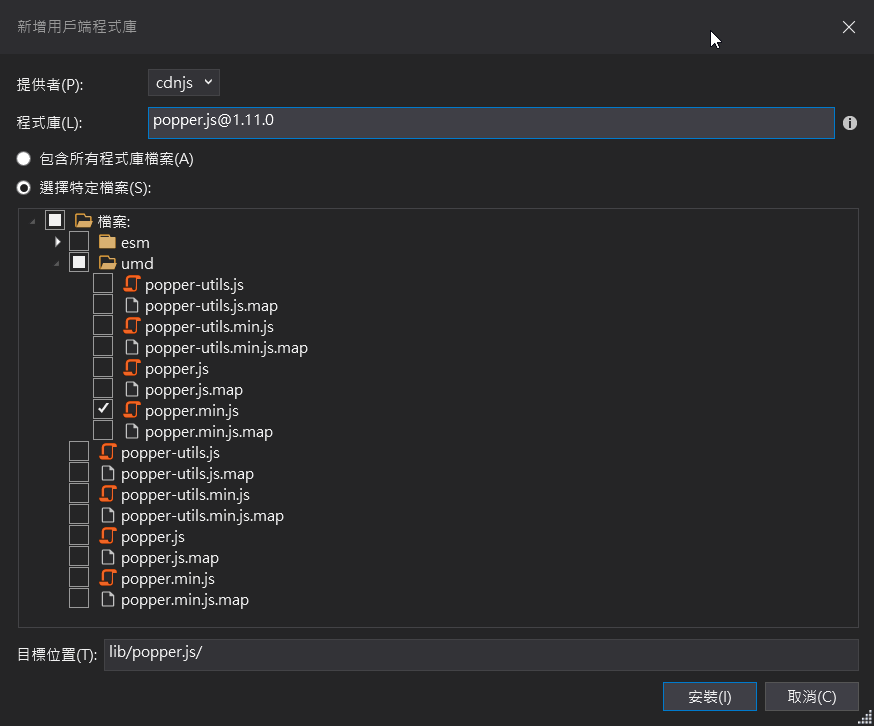 新增用戶端程式庫
提供者(P): cdnjs
程式庫(L): popper.js@1.11.0
包含所有程式庫檔案(A)
選擇特定檔案(S):
檔案:
esm
umd
popper-utils.js
popper-utils.js.map
popper-utils.min.js
popper-utils.min.js.map
popper.js
popper.js.map
popper.min.js
popper.min.js.map
popper-utils.js
popper-utils.js.map
popper-utils.min.js
popper-utils.min.js.map
popper.js
popper.js.map
popper.min.js
popper.min.js.map
目標位置(T): lib/popper.js/
安裝(I) 取消(C)